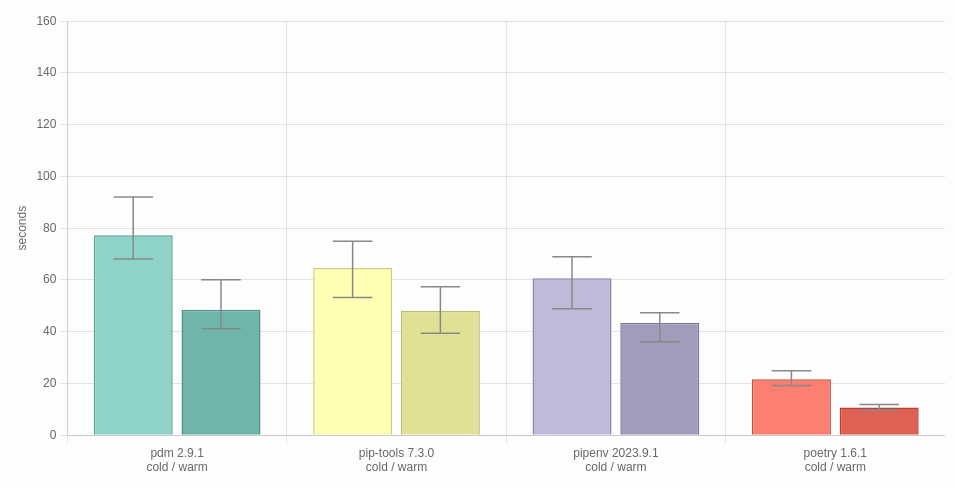 160
140
120
100
80
60
40
20
0
seconds
pdm 2.9.1
cold / warm
pip-tools 7.3.0
cold / warm
pipenv 2023.9.1
cold / warm
poetry 1.6.1
cold / warm